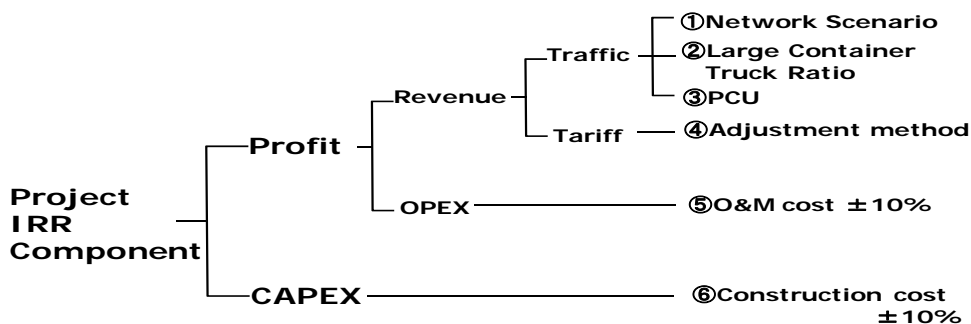 ①Network Scenario
②Large Container
Truck Ratio
Traffic
③PCU
Revenue
Tariff
④Adjustment method
Profit
Project
IRR
Component
OPEX
⑤O&M cost ±10%
CAPEX
⑥Construction cost
±10%